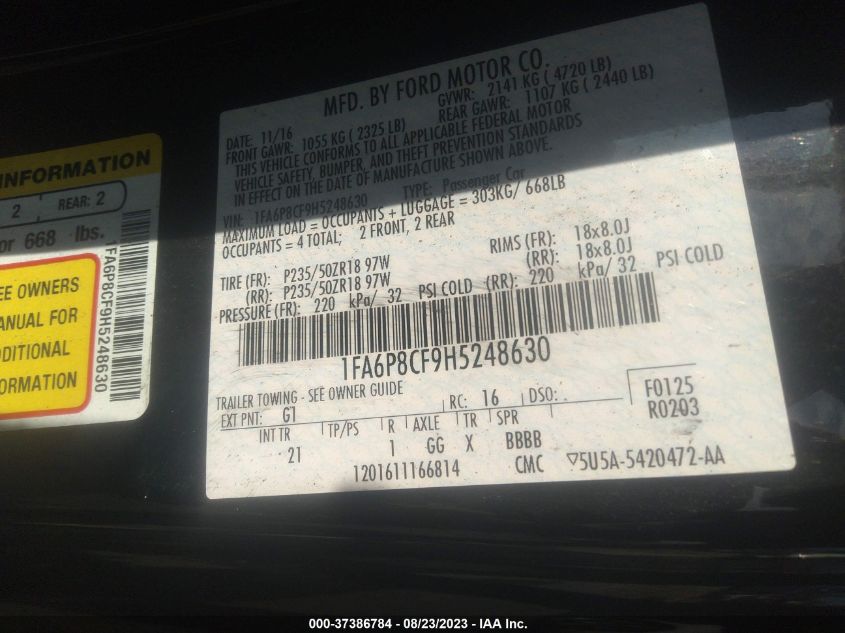 INFORMATION
2
REAR: 2
or 668 lbs.
EE OWNERS
ANUAL FOR
DDITIONAL
FORMATION
1FA6P8CF9H5248630
MFD. BY FORD MOTOR CO.
DATE: 11/16
GVWR: 2141 KG ( 4720 LB)
FRONT GAWR: 1055 KG ( 2325 LB)
REAR GAWR: 1107 KG ( 2440 LB)
THIS VEHICLE CONFORMS TO ALL APPLICABLE FEDERAL MOTOR
VEHICLE SAFETY, BUMPER, AND THEFT PREVENTION STANDARDS
IN EFFECT ON THE DATE OF MANUFACTURE SHOWN ABOVE.
VIN: 1FA6P8CF9H5248630 TYPE: Passenger Car
MAXIMUM LOAD = OCCUPANTS + LUGGAGE = 303KG/ 668LB
OCCUPANTS = 4 TOTAL; 2 FRONT, 2 REAR
TIRE (FR): P235/50ZR18 97W RIMS (FR): 18x8.0J
(RR): P235/50ZR18 97W (RR): 18x8.0J
PRESSURE (FR): 220 kPa/ 32 PSI COLD (RR): 220 kPa/ 32 PSI COLD
1FA6P8CF9H5248630
TRAILER TOWING - SEE OWNER GUIDE
EXT PNT: G1 RC: 16 DSO: F0125
R0203
INT TR TP/PS R AXLE TR SPR
21 1 GG X BBBB
1201611166814 CMC ▽5U5A-5420472-AA
000-37386784 - 08/23/2023 - IAA Inc.